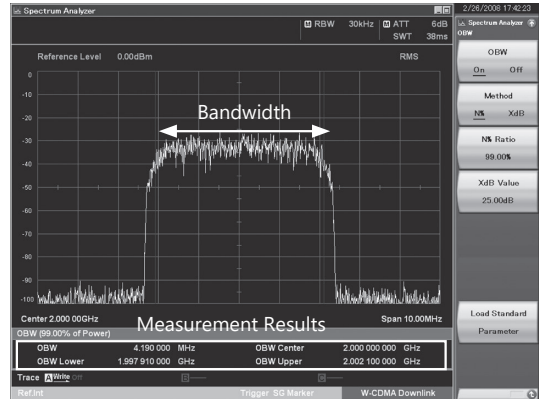 Spectrum Analyzer
2/26/2008 17:42:23
M RBW 30kHz M ATT 6dB
SWT 38ms
Spectrum Analyzer
OBW
Reference Level 0.00dBm RMS
OBW
On Off
Method
N% XdB
N% Ratio
99.00%
XdB Value
25.00dB
Load Standard
Parameter
0
-10
-20
-30
-40
-50
-60
-70
-80
-90
-100
Bandwidth
Center 2.000 00GHz
Span 10.00MHz
Measurement Results
OBW (99.00% of Power)
OBW 4.190 000 MHz OBW Center 2.000 000 000 GHz
OBW Lower 1.997 910 000 GHz OBW Upper 2.002 100 000 GHz
Trace A Write Off
Ref.Int Trigger SG Marker W-CDMA Downlink